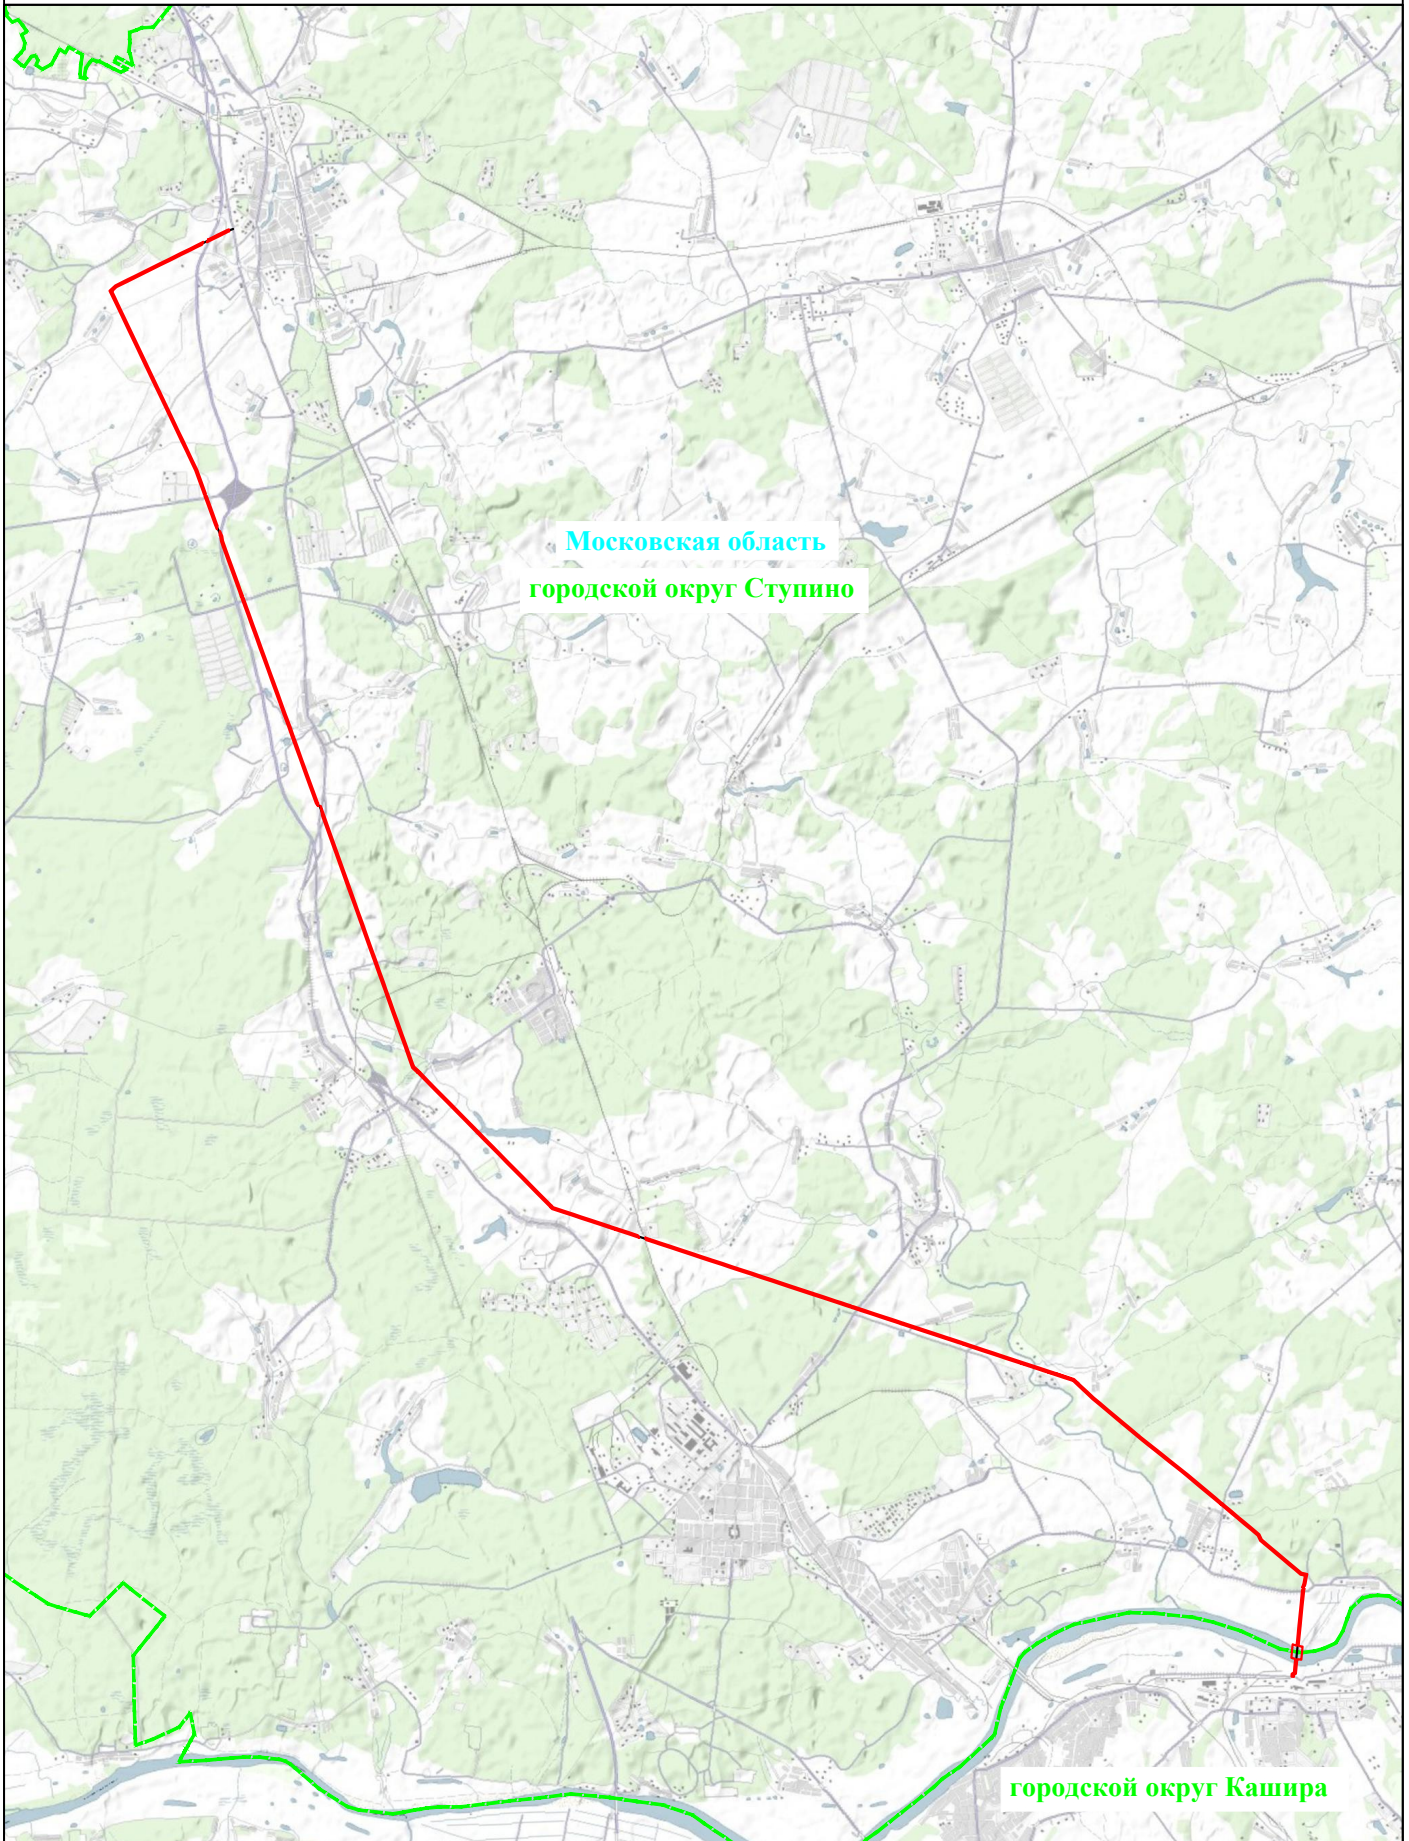 Московская область
городской округ Ступино
городской округ Кашира